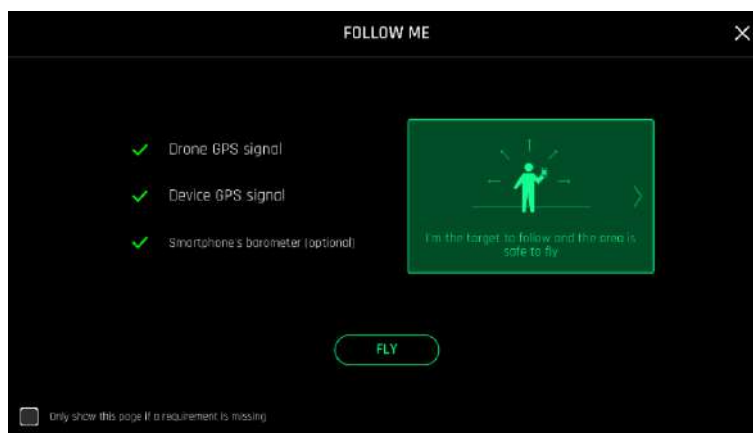 FOLLOW ME
Drone GPS signal
Device GPS signal
Smartphone's barometer (optional)
I'm the target to follow and the area is
safe to fly
FLY
Only show this page if a requirement is missing